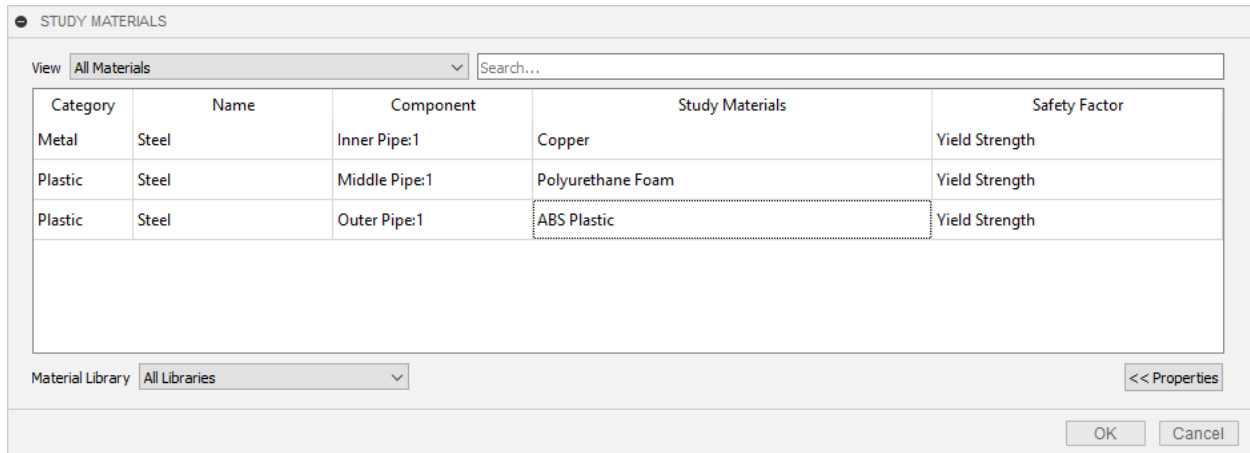 STUDY MATERIALS
View All Materials Search...
Category Name Component Study Materials Safety Factor
Metal Steel Inner Pipe:1 Copper Yield Strength
Plastic Steel Middle Pipe:1 Polyurethane Foam Yield Strength
Plastic Steel Outer Pipe:1 ABS Plastic Yield Strength
Material Library All Libraries << Properties
OK Cancel